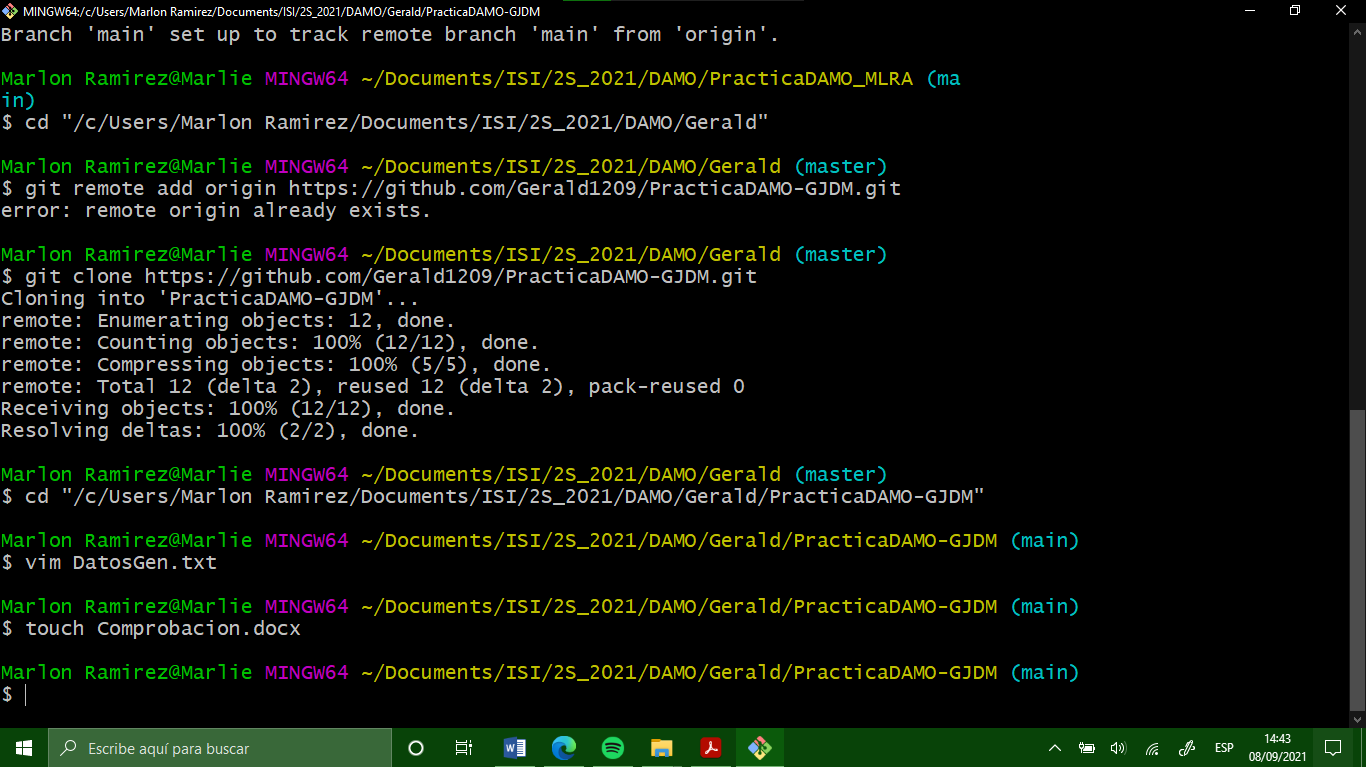 MINGW64:/c/Users/Marlon Ramirez/Documents/ISI/2S_2021/DAMO/Gerald/PracticaDAMO-GJDM
Branch 'main' set up to track remote branch 'main' from 'origin'.
Marlon Ramirez@Marlie MINGW64 ~/Documents/ISI/2S_2021/DAMO/PracticaDAMO_MLRA (ma
in)
$ cd "/c/Users/Marlon Ramirez/Documents/ISI/2S_2021/DAMO/Gerald"
Marlon Ramirez@Marlie MINGW64 ~/Documents/ISI/2S_2021/DAMO/Gerald (master)
$ git remote add origin https://github.com/Gerald1209/PracticaDAMO-GJDM.git
error: remote origin already exists.
Marlon Ramirez@Marlie MINGW64 ~/Documents/ISI/2S_2021/DAMO/Gerald (master)
$ git clone https://github.com/Gerald1209/PracticaDAMO-GJDM.git
Cloning into 'PracticaDAMO-GJDM'...
remote: Enumerating objects: 12, done.
remote: Counting objects: 100% (12/12), done.
remote: Compressing objects: 100% (5/5), done.
remote: Total 12 (delta 2), reused 12 (delta 2), pack-reused 0
Receiving objects: 100% (12/12), done.
Resolving deltas: 100% (2/2), done.
Marlon Ramirez@Marlie MINGW64 ~/Documents/ISI/2S_2021/DAMO/Gerald (master)
$ cd "/c/Users/Marlon Ramirez/Documents/ISI/2S_2021/DAMO/Gerald/PracticaDAMO-GJDM"
Marlon Ramirez@Marlie MINGW64 ~/Documents/ISI/2S_2021/DAMO/Gerald/PracticaDAMO-GJDM (main)
$ vim DatosGen.txt
Marlon Ramirez@Marlie MINGW64 ~/Documents/ISI/2S_2021/DAMO/Gerald/PracticaDAMO-GJDM (main)
$ touch Comprobacion.docx
Marlon Ramirez@Marlie MINGW64 ~/Documents/ISI/2S_2021/DAMO/Gerald/PracticaDAMO-GJDM (main)
$
Escribe aquí para buscar
ESP
14:43
08/09/2021